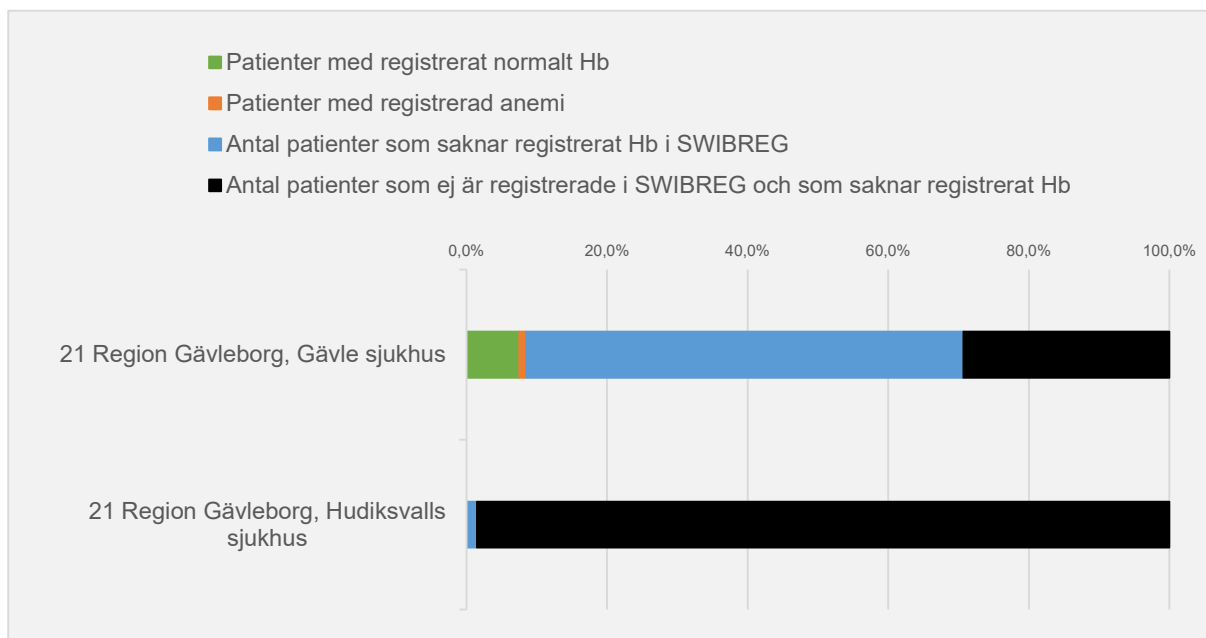 Patienter med registrerat normalt Hb
Patienter med registrerad anemi
Antal patienter som saknar registrerat Hb i SWIBREG
Antal patienter som ej är registrerade i SWIBREG och som saknar registrerat Hb
0,0% 20,0% 40,0% 60,0% 80,0% 100,0%
21 Region Gävleborg, Gävle sjukhus
21 Region Gävleborg, Hudiksvalls
sjukhus